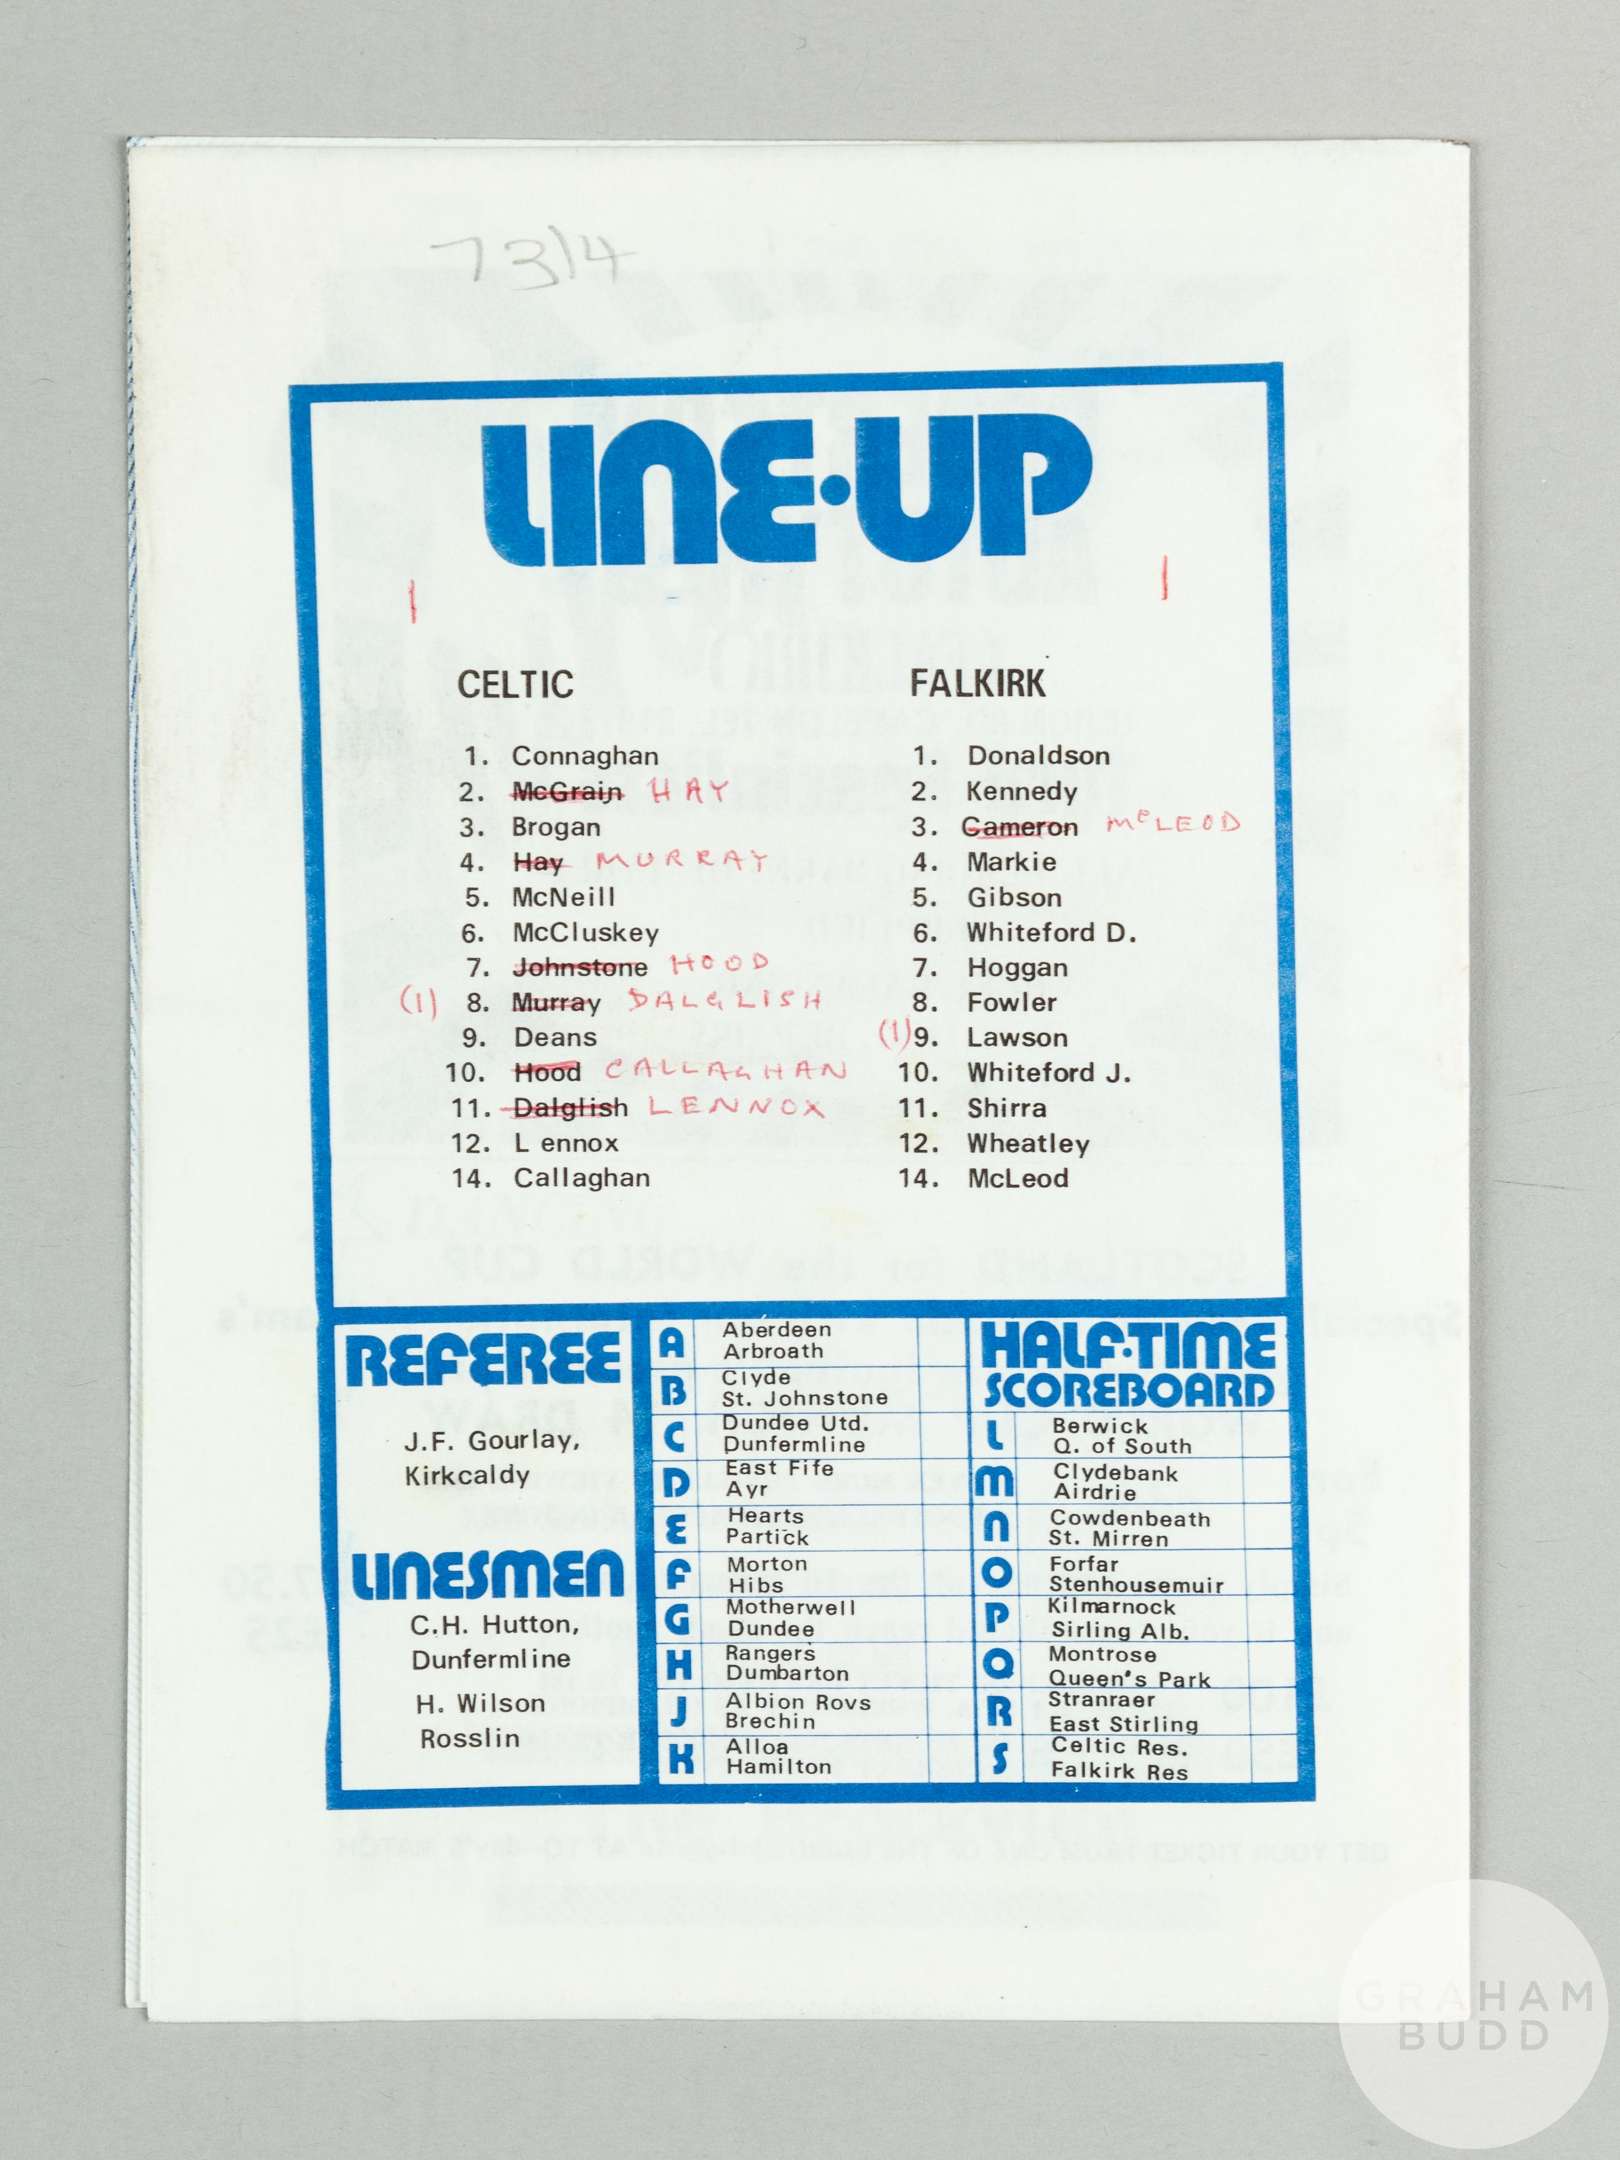 73/4
LINE·UP
1 1
CELTIC
1. Connaghan
2. McGrain HAY
3. Brogan
4. Hay MURRAY
5. McNeill
6. McCluskey
7. Johnstone HOOD
(1) 8. Murray DALGLISH
9. Deans
10. Hood CALLAGHAN
11. Dalglish LENNOX
12. L ennox
14. Callaghan
FALKIRK
1. Donaldson
2. Kennedy
3. Cameron McLEOD
4. Markie
5. Gibson
6. Whiteford D.
7. Hoggan
8. Fowler
(1) 9. Lawson
10. Whiteford J.
11. Shirra
12. Wheatley
14. McLeod
REFEREE
J.F. Gourlay,
Kirkcaldy
LINESMEN
C.H. Hutton,
Dunfermline
H. Wilson
Rosslin
A Aberdeen
Arbroath
B Clyde
St. Johnstone
C Dundee Utd.
Dunfermline
D East Fife
Ayr
E Hearts
Partick
F Morton
Hibs
G Motherwell
Dundee
H Rangers
Dumbarton
J Albion Rovs
Brechin
K Alloa
Hamilton
HALF·TIME
SCOREBOARD
L Berwick
Q. of South
M Clydebank
Airdrie
N Cowdenbeath
St. Mirren
O Forfar
Stenhousemuir
P Kilmarnock
Sirling Alb.
Q Montrose
Queen's Park
R Stranraer
East Stirling
S Celtic Res.
Falkirk Res
GRAHAM
BUDD